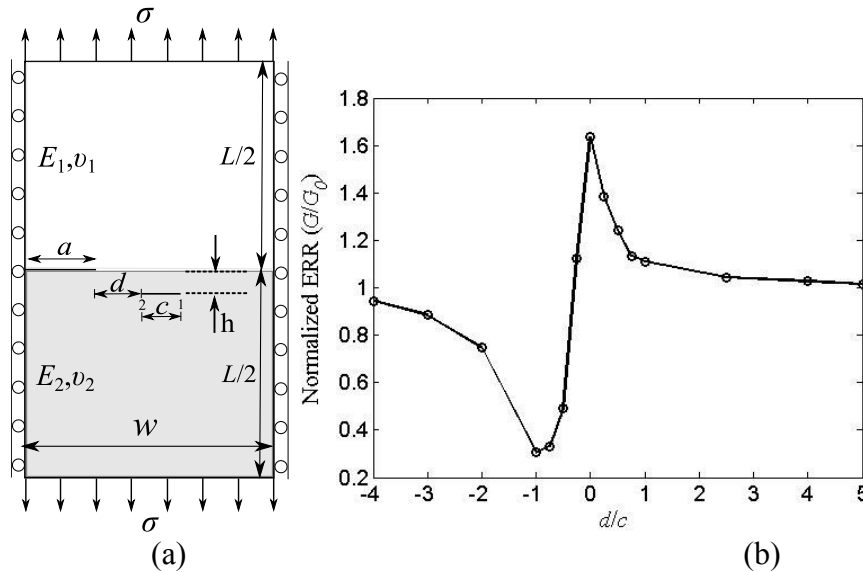 σ
E1,υ1
L/2
a
d
2 c 1
h
E2,υ2
L/2
w
σ
(a)
Normalized ERR (G/G0)
1.8
1.6
1.4
1.2
1
0.8
0.6
0.4
0.2
-4 -3 -2 -1 0 1 2 3 4 5
d/c
(b)